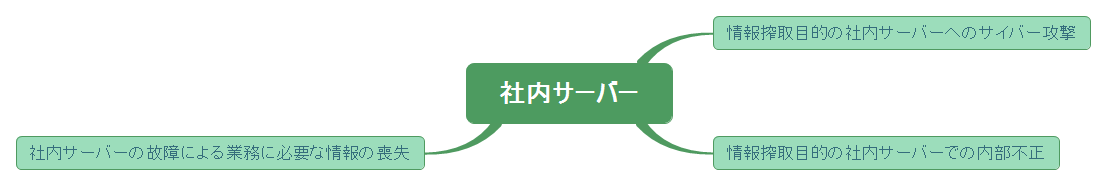 情報搾取目的の社内サーバーへのサイバー攻撃
社内サーバー
社内サーバーの故障による業務に必要な情報の喪失
情報搾取目的の社内サーバーでの内部不正